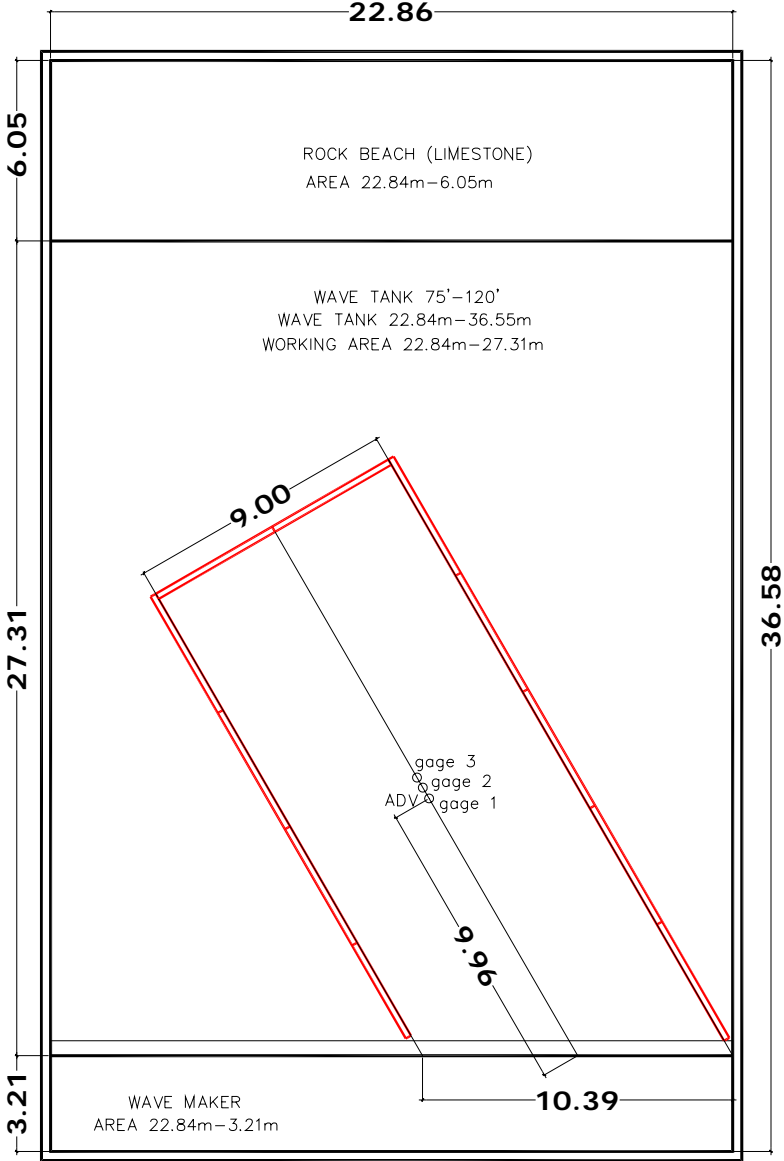 22.86
6.05
ROCK BEACH (LIMESTONE)
AREA 22.84m-6.05m
WAVE TANK 75'-120'
WAVE TANK 22.84m-36.55m
WORKING AREA 22.84m-27.31m
9.00
27.31
36.58
gage 3
gage 2
ADV
gage 1
9.96
3.21
WAVE MAKER
AREA 22.84m-3.21m
10.39